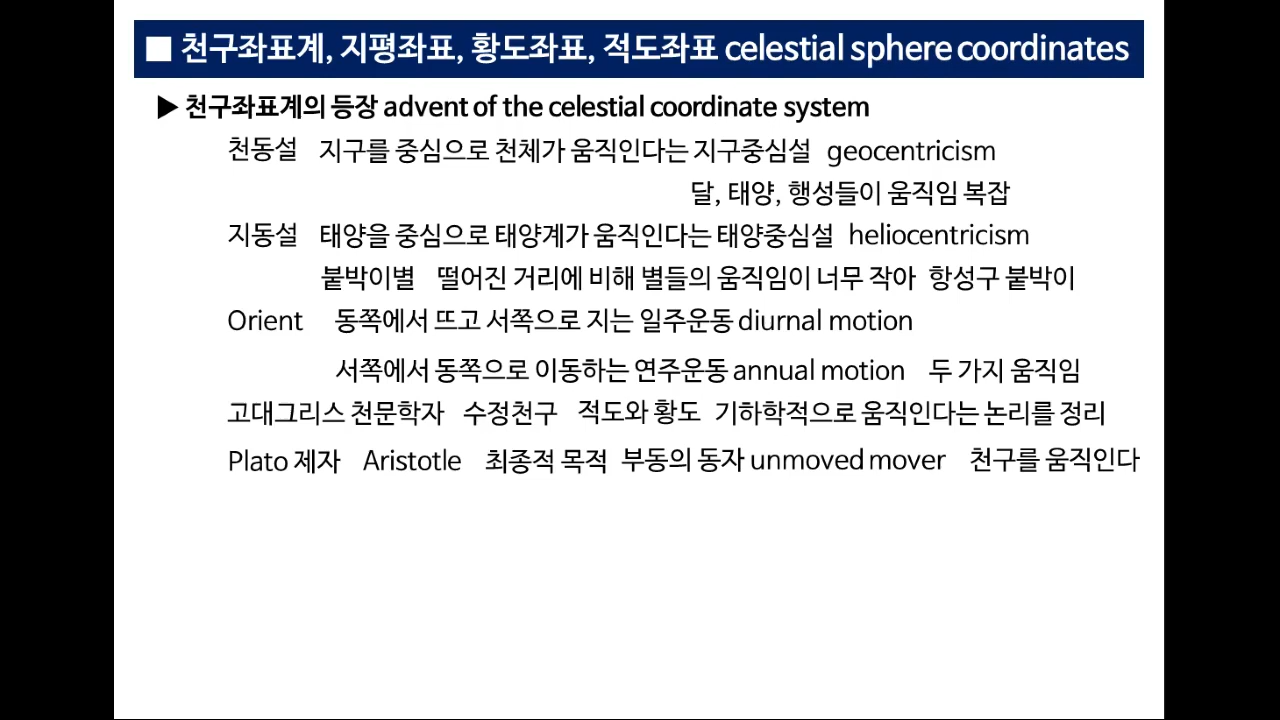 ■ 천구좌표계, 지평좌표, 황도좌표, 적도좌표 celestial sphere coordinates
▶ 천구좌표계의 등장 advent of the celestial coordinate system
천동설 지구를 중심으로 천체가 움직인다는 지구중심설 geocentricism
달, 태양, 행성들이 움직임 복잡
지동설 태양을 중심으로 태양계가 움직인다는 태양중심설 heliocentricism
붙박이별 떨어진 거리에 비해 별들의 움직임이 너무 작아 항성구 붙박이
Orient 동쪽에서 뜨고 서쪽으로 지는 일주운동 diurnal motion
서쪽에서 동쪽으로 이동하는 연주운동 annual motion 두 가지 움직임
고대그리스 천문학자 수정천구 적도와 황도 기하학적으로 움직인다는 논리를 정리
Plato 제자 Aristotle 최종적 목적 부동의 동자 unmoved mover 천구를 움직인다